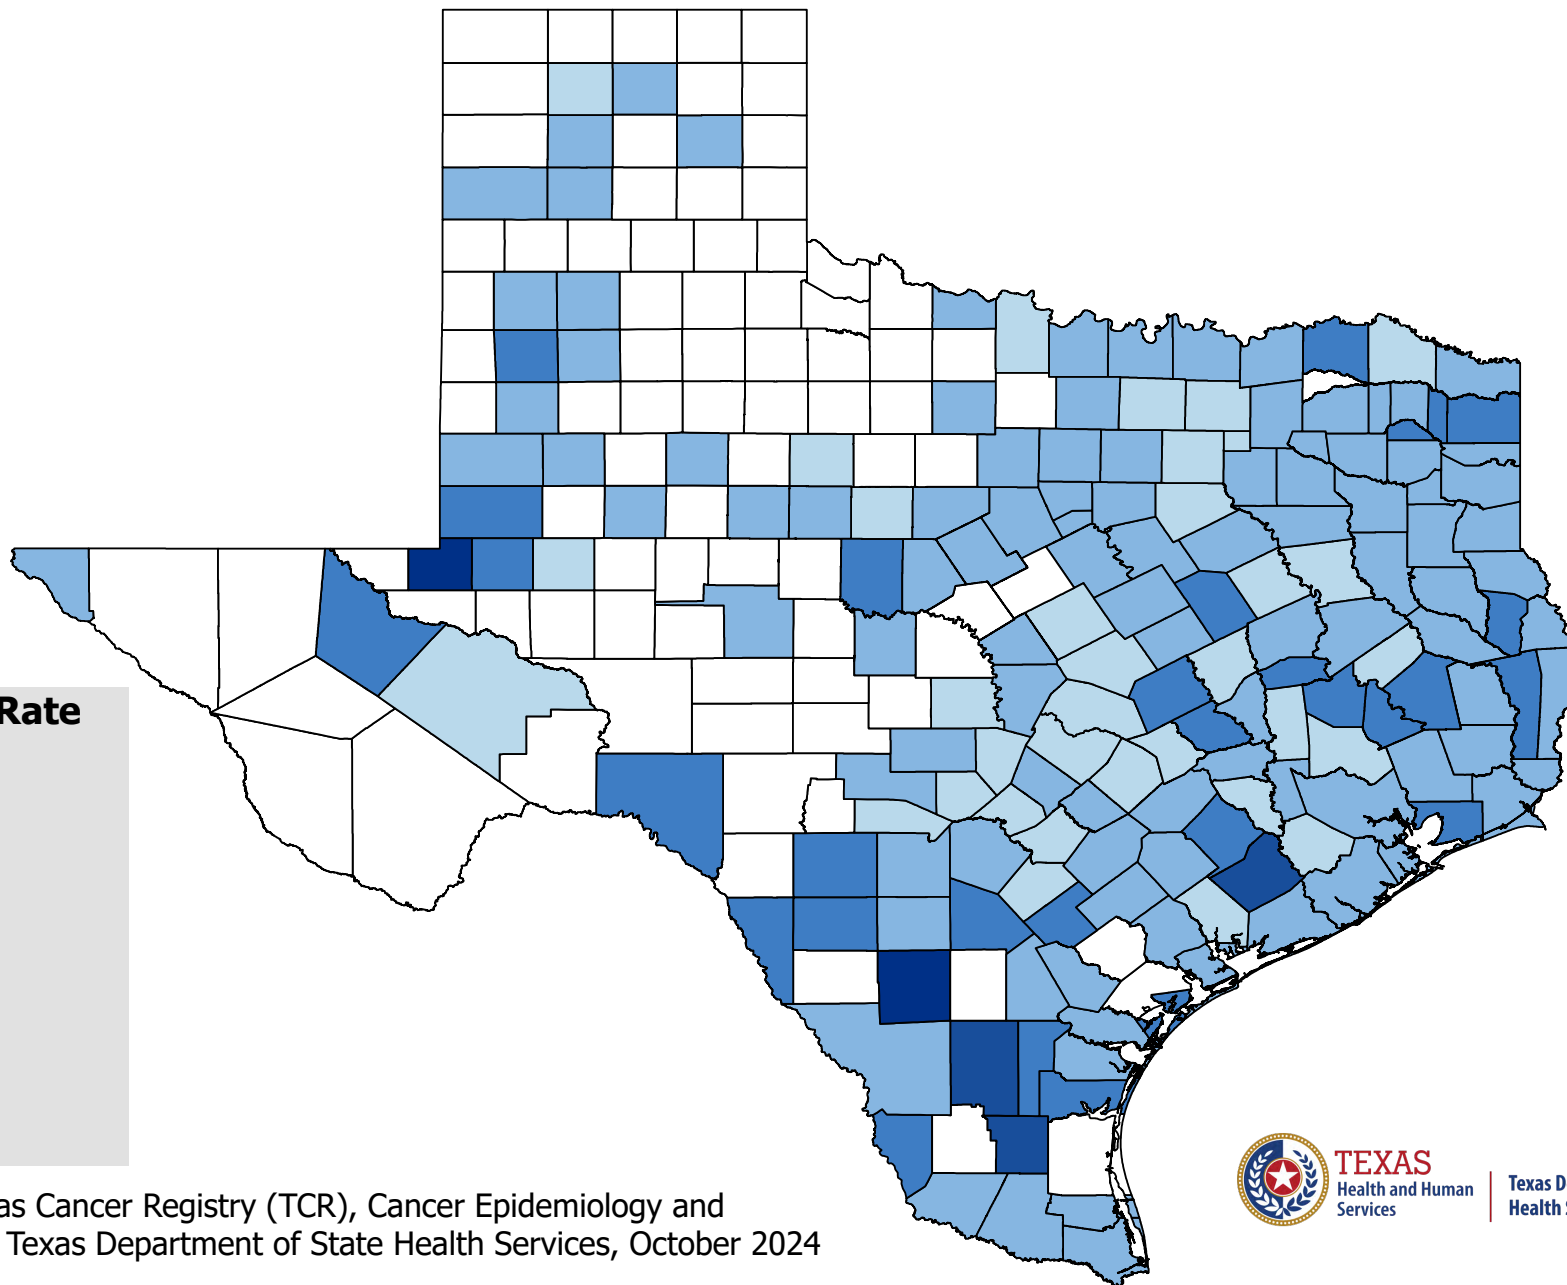 Rate
as Cancer Registry (TCR), Cancer Epidemiology and
Texas Department of State Health Services, October 2024
TEXAS
Health and Human
Services
Texas D
Health S